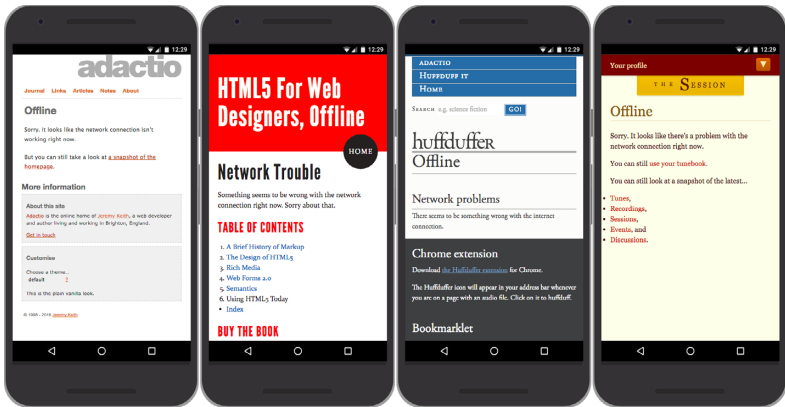 12:29
adactio
Journal Links Articles Notes About
Offline
Sorry. It looks like the network connection isn't
working right now.
But you can still take a look at a snapshot of the
homepage.
More information
About this site
Adactio is the online home of Jeremy Keith, a web developer
and author living and working in Brighton, England.
Get in touch
Customise
Choose a theme...
default ?
This is the plain vanilla look.
© 1998 - 2016 Jeremy Keith
12:29
HTML5 For Web
Designers, Offline
HOME
Network Trouble
Something seems to be wrong with the network
connection right now. Sorry about that.
TABLE OF CONTENTS
1. A Brief History of Markup
2. The Design of HTML5
3. Rich Media
4. Web Forms 2.0
5. Semantics
6. Using HTML5 Today
• Index
BUY THE BOOK
12:29
ADACTIO
HUFFDUFF IT
HOME
SEARCH e.g. science fiction GO!
huffduffer
Offline
Network problems
There seems to be something wrong with the internet
connection.
Chrome extension
Download the Huffduffer extension for Chrome.
The Huffduffer icon will appear in your address bar whenever
you are on a page with an audio file. Click on it to huffduff.
Bookmarklet
12:29
Your profile
THE SESSION
Offline
Sorry. It looks like there's a problem with the
network connection right now.
You can still use your tunebook.
You can still look at a snapshot of the latest...
• Tunes,
• Recordings,
• Sessions,
• Events, and
• Discussions.